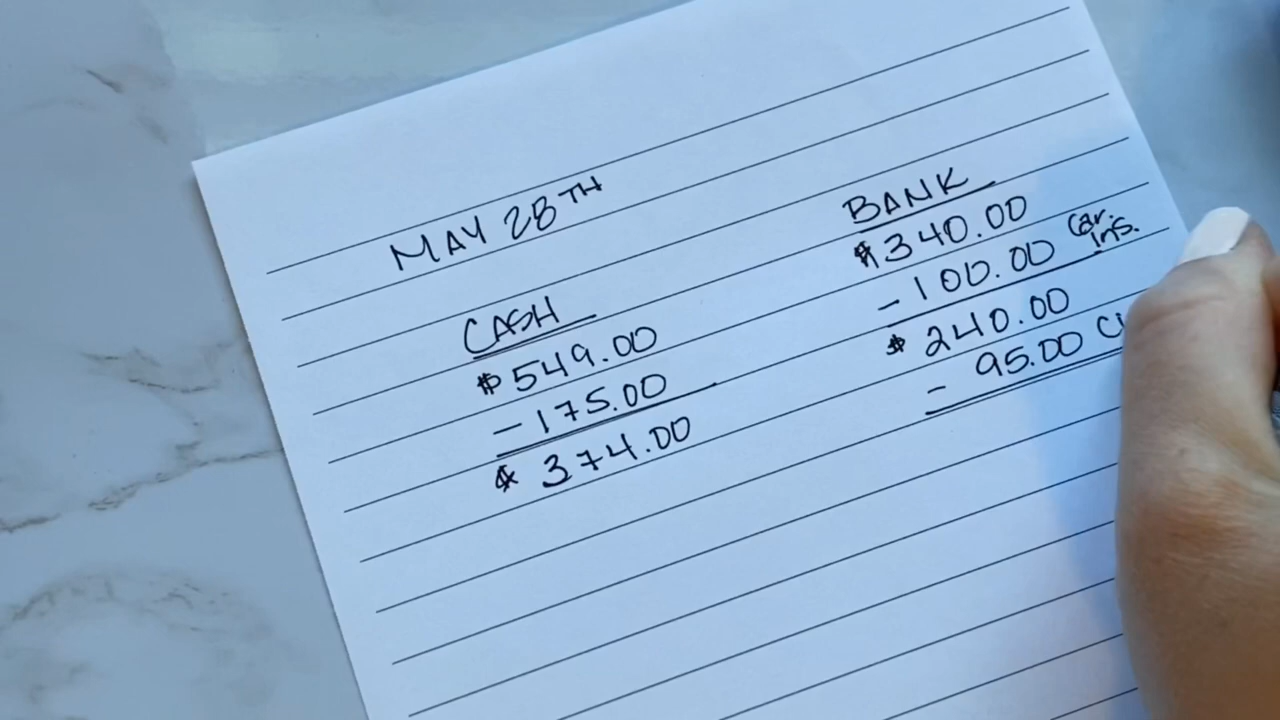 MAY 28TH
CASH
$549.00
- 175.00
$ 374.00
BANK
$340.00
- 100.00 Car. ins.
$ 240.00
- 95.00